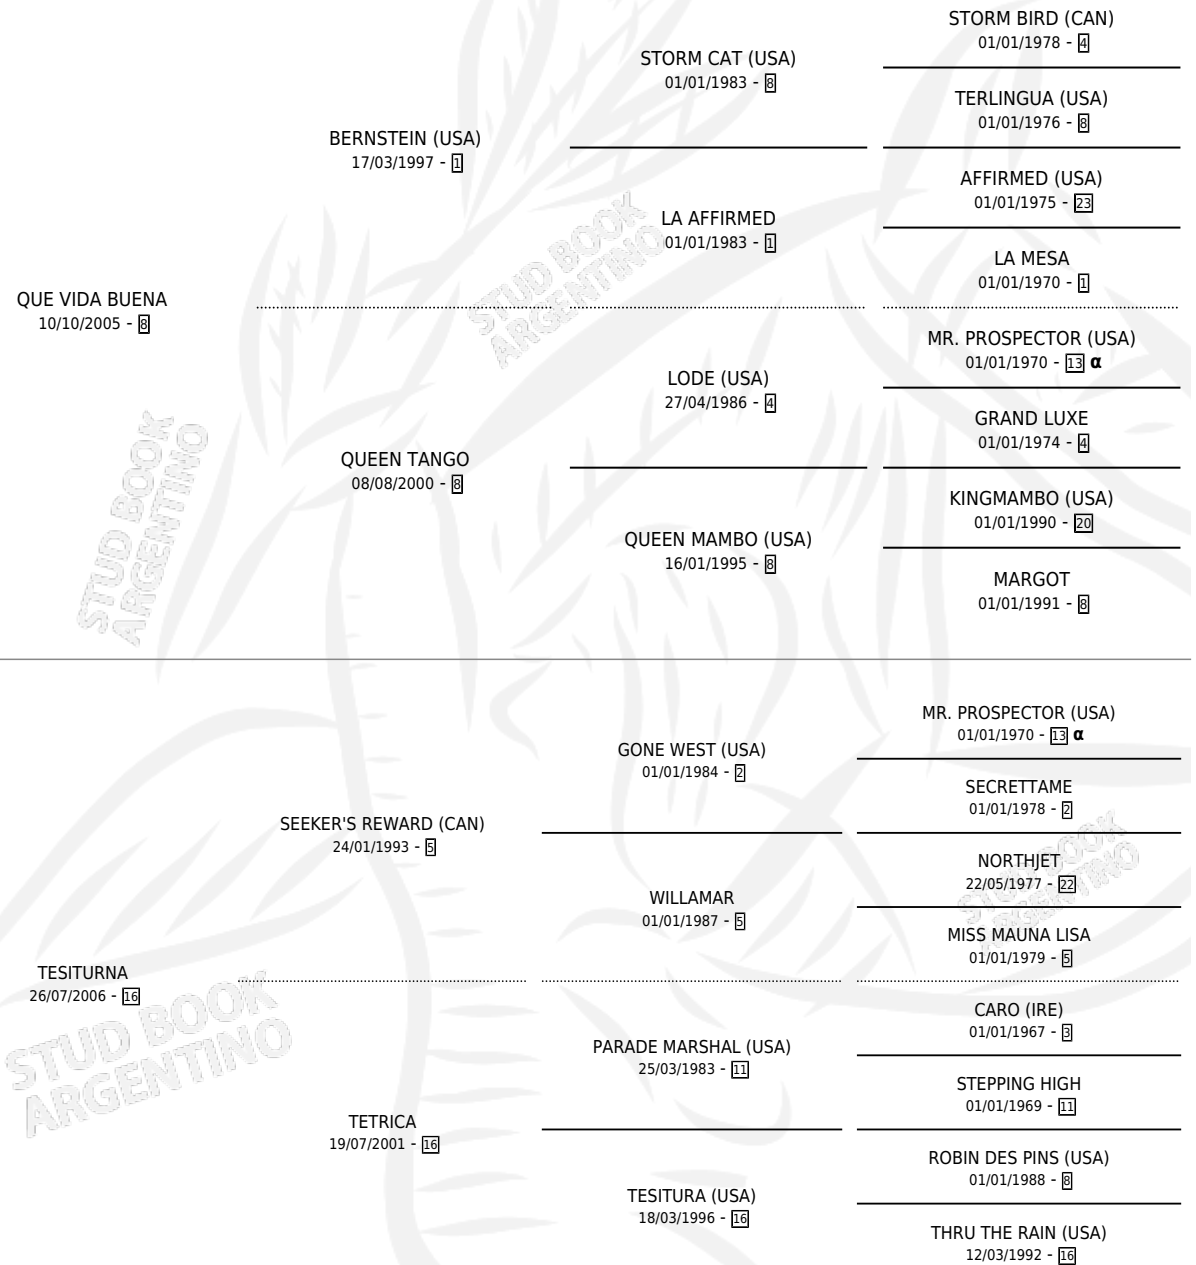 STORM BIRD (CAN)
01/01/1978 - 4
STORM CAT (USA)
01/01/1983 - 8
TERLINGUA (USA)
01/01/1976 - 8
BERNSTEIN (USA)
17/03/1997 - 1
AFFIRMED (USA)
01/01/1975 - 23
LA AFFIRMED
01/01/1983 - 1
LA MESA
01/01/1970 - 1
QUE VIDA BUENA
10/10/2005 - 8
MR. PROSPECTOR (USA)
01/01/1970 - 13 α
LODE (USA)
27/04/1986 - 4
GRAND LUXE
01/01/1974 - 4
QUEEN TANGO
08/08/2000 - 8
KINGMAMBO (USA)
01/01/1990 - 20
QUEEN MAMBO (USA)
16/01/1995 - 8
MARGOT
01/01/1991 - 8
MR. PROSPECTOR (USA)
01/01/1970 - 13 α
GONE WEST (USA)
01/01/1984 - 2
SECRETTAME
01/01/1978 - 2
SEEKER'S REWARD (CAN)
24/01/1993 - 5
NORTHJET
22/05/1977 - 22
WILLAMAR
01/01/1987 - 5
MISS MAUNA LISA
01/01/1979 - 5
TESITURNA
26/07/2006 - 16
CARO (IRE)
01/01/1967 - 3
PARADE MARSHAL (USA)
25/03/1983 - 11
STEPPING HIGH
01/01/1969 - 11
TETRICA
19/07/2001 - 16
ROBIN DES PINS (USA)
01/01/1988 - 8
TESITURA (USA)
18/03/1996 - 16
THRU THE RAIN (USA)
12/03/1992 - 16
STUD BOOK
ARGENTINO
STUD BOOK
ARGENTINO
STUD BOOK
ARGENTINO
STUD BOOK
ARGENTINO